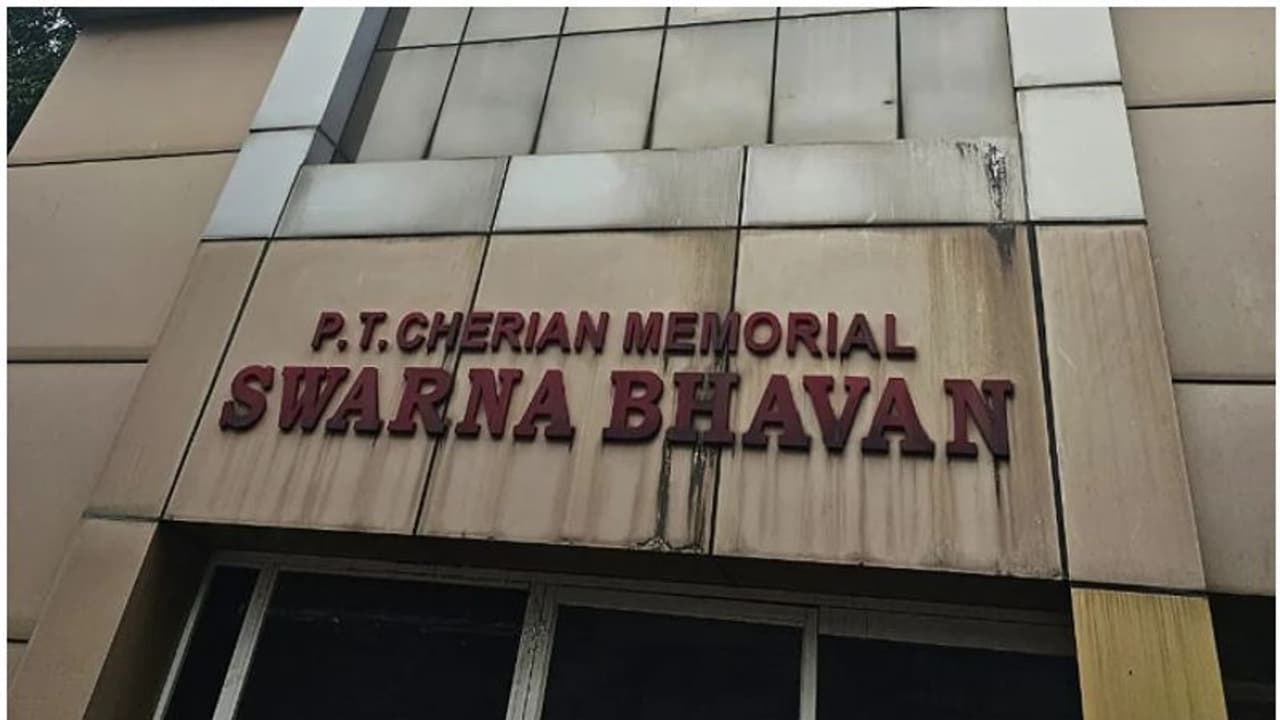 P.T.CHERIAN MEMORIAL
SWARNA BHAVAN